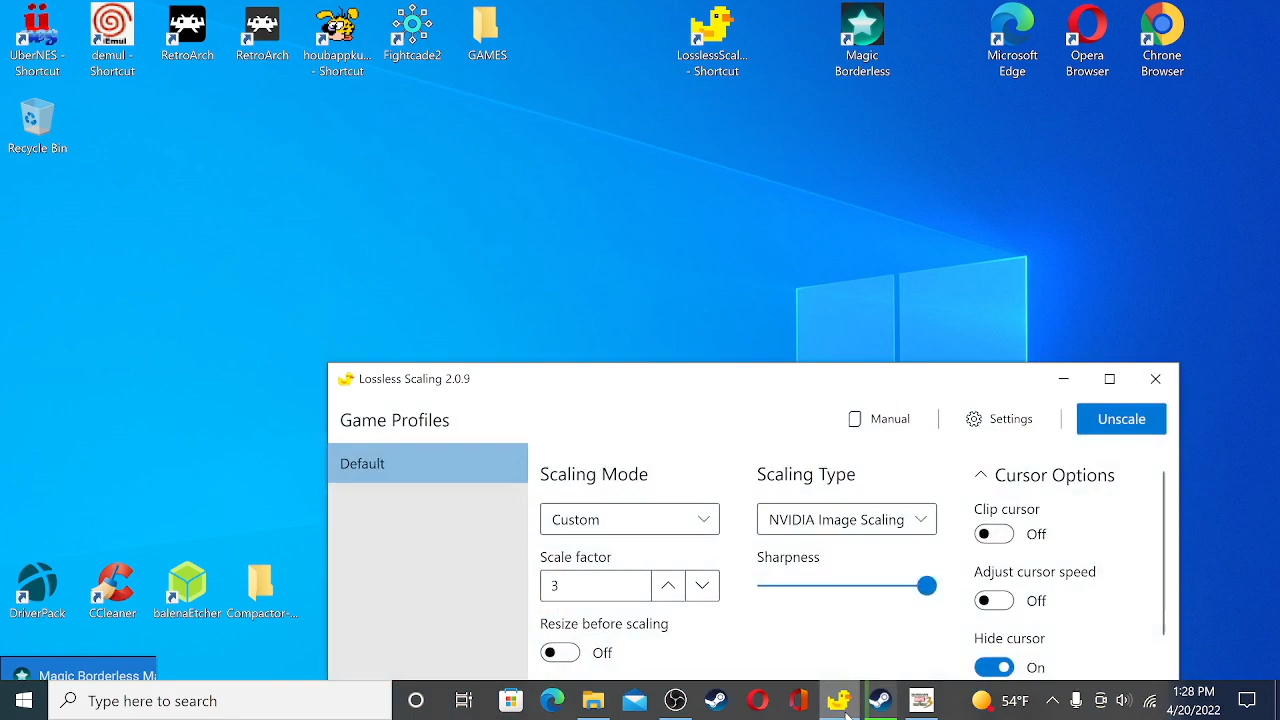 UberNES -
Shortcut
demul -
Shortcut
RetroArch
RetroArch
houbappku...
- Shortcut
Fightcade2
GAMES
LosslessScal...
- Shortcut
Magic
Borderless
Microsoft
Edge
Opera
Browser
Chrome
Browser
Recycle Bin
Lossless Scaling 2.0.9
Game Profiles
Manual
Settings
Unscale
Default
Scaling Mode
Scaling Type
Cursor Options
Custom
NVIDIA Image Scaling
Clip cursor
Off
Scale factor
3
Sharpness
Adjust cursor speed
Off
Resize before scaling
Off
Hide cursor
On
DriverPack
CCleaner
balenaEtcher
Compactor-...
Magic Borderless Ma
Type here to search
54°F
1:28 PM
4/20/2022